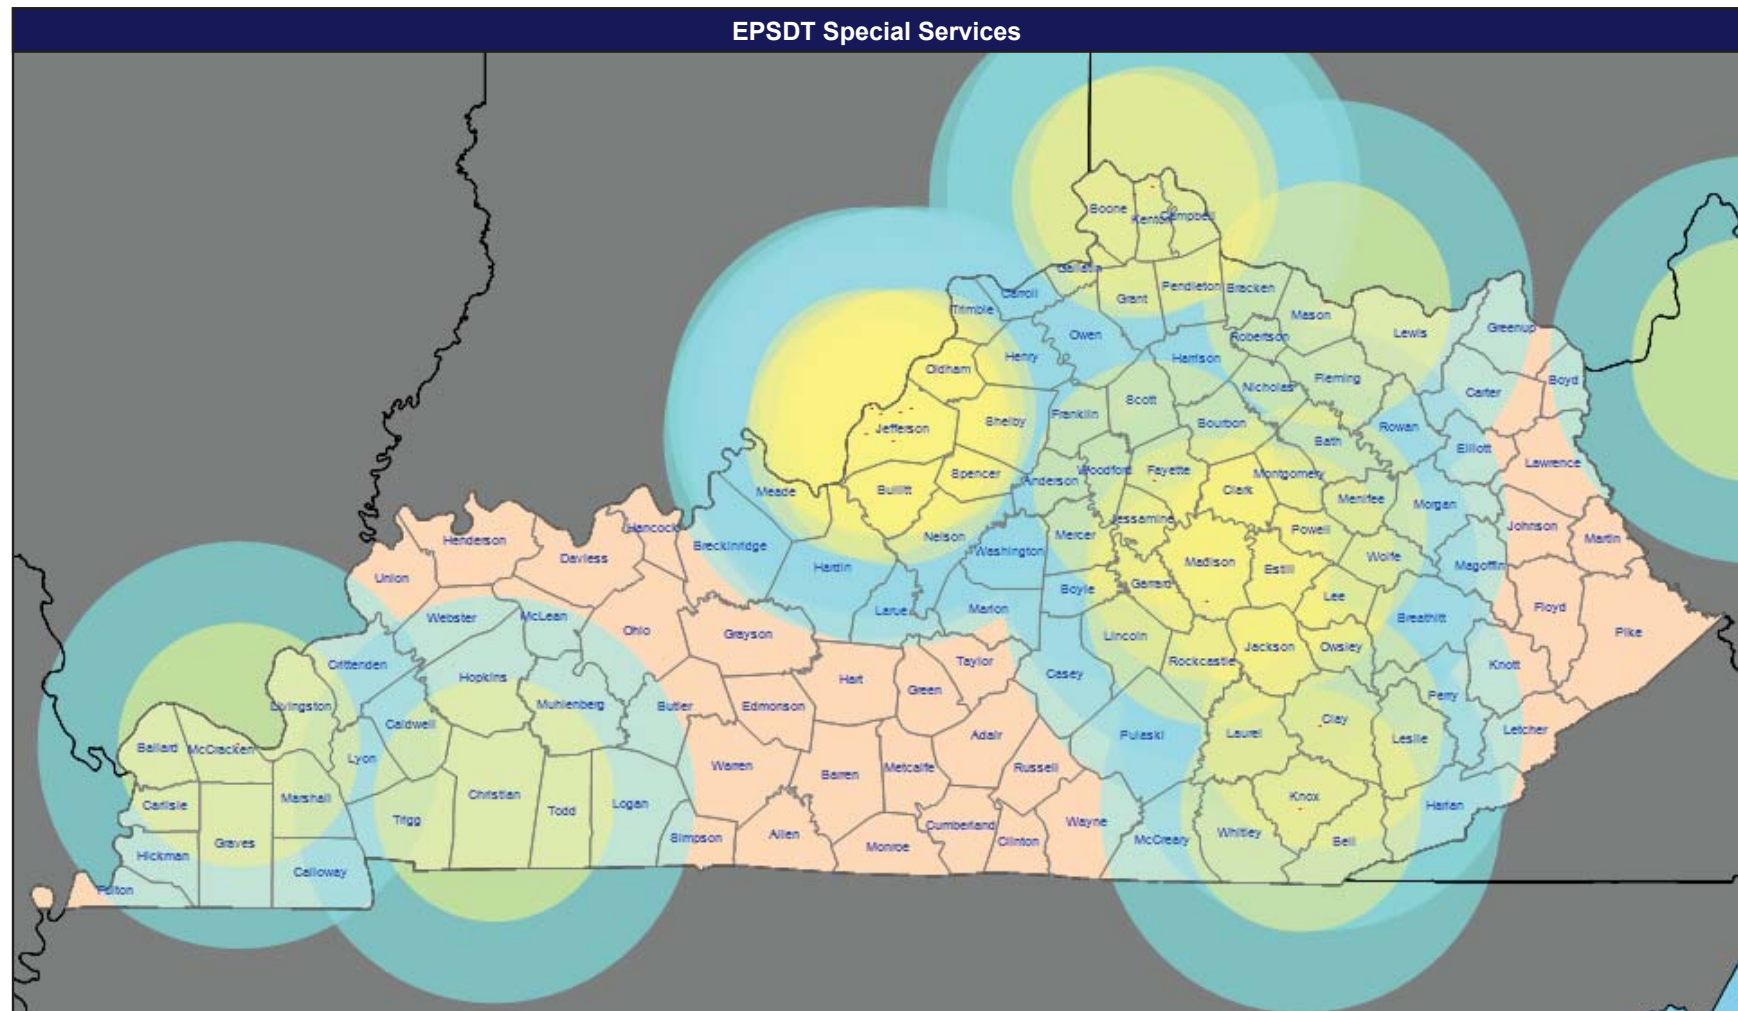 EPSDT Special Services
Boone
Kenton
Campbell
Gallatin
Carroll
Trimble
Grant
Pendleton
Bracken
Mason
Lewis
Greenup
Owen
Robertson
Henry
Harrison
Oldham
Nicholas
Fleming
Carter
Boyd
Scott
Franklin
Shelby
Bourbon
Jefferson
Rowan
Bath
Elliott
Lawrence
Woodford
Fayette
Spencer
Montgomery
Anderson
Clark
Bullitt
Meade
Menifee
Morgan
Jessamine
Hancock
Johnson
Powell
Nelson
Mercer
Martin
Henderson
Breckinridge
Washington
Daviess
Wolfe
Madison
Magoffin
Hardin
Estill
Union
Garrard
Boyle
Lee
Larue
Marion
Floyd
Webster
McLean
Breathitt
Ohio
Grayson
Lincoln
Pike
Jackson
Owsley
Taylor
Rockcastle
Crittenden
Knott
Casey
Hopkins
Hart
Green
Perry
Livingston
Muhlenberg
Butler
Edmonson
Clay
Caldwell
Letcher
Adair
Pulaski
Laurel
Leslie
Ballard
McCracken
Lyon
Warren
Metcalfe
Russell
Barren
Christian
Knox
Marshall
Carlisle
Logan
Harlan
Todd
Trigg
Wayne
Cumberland
Whitley
Allen
Simpson
McCreary
Clinton
Bell
Graves
Monroe
Hickman
Calloway
Fulton